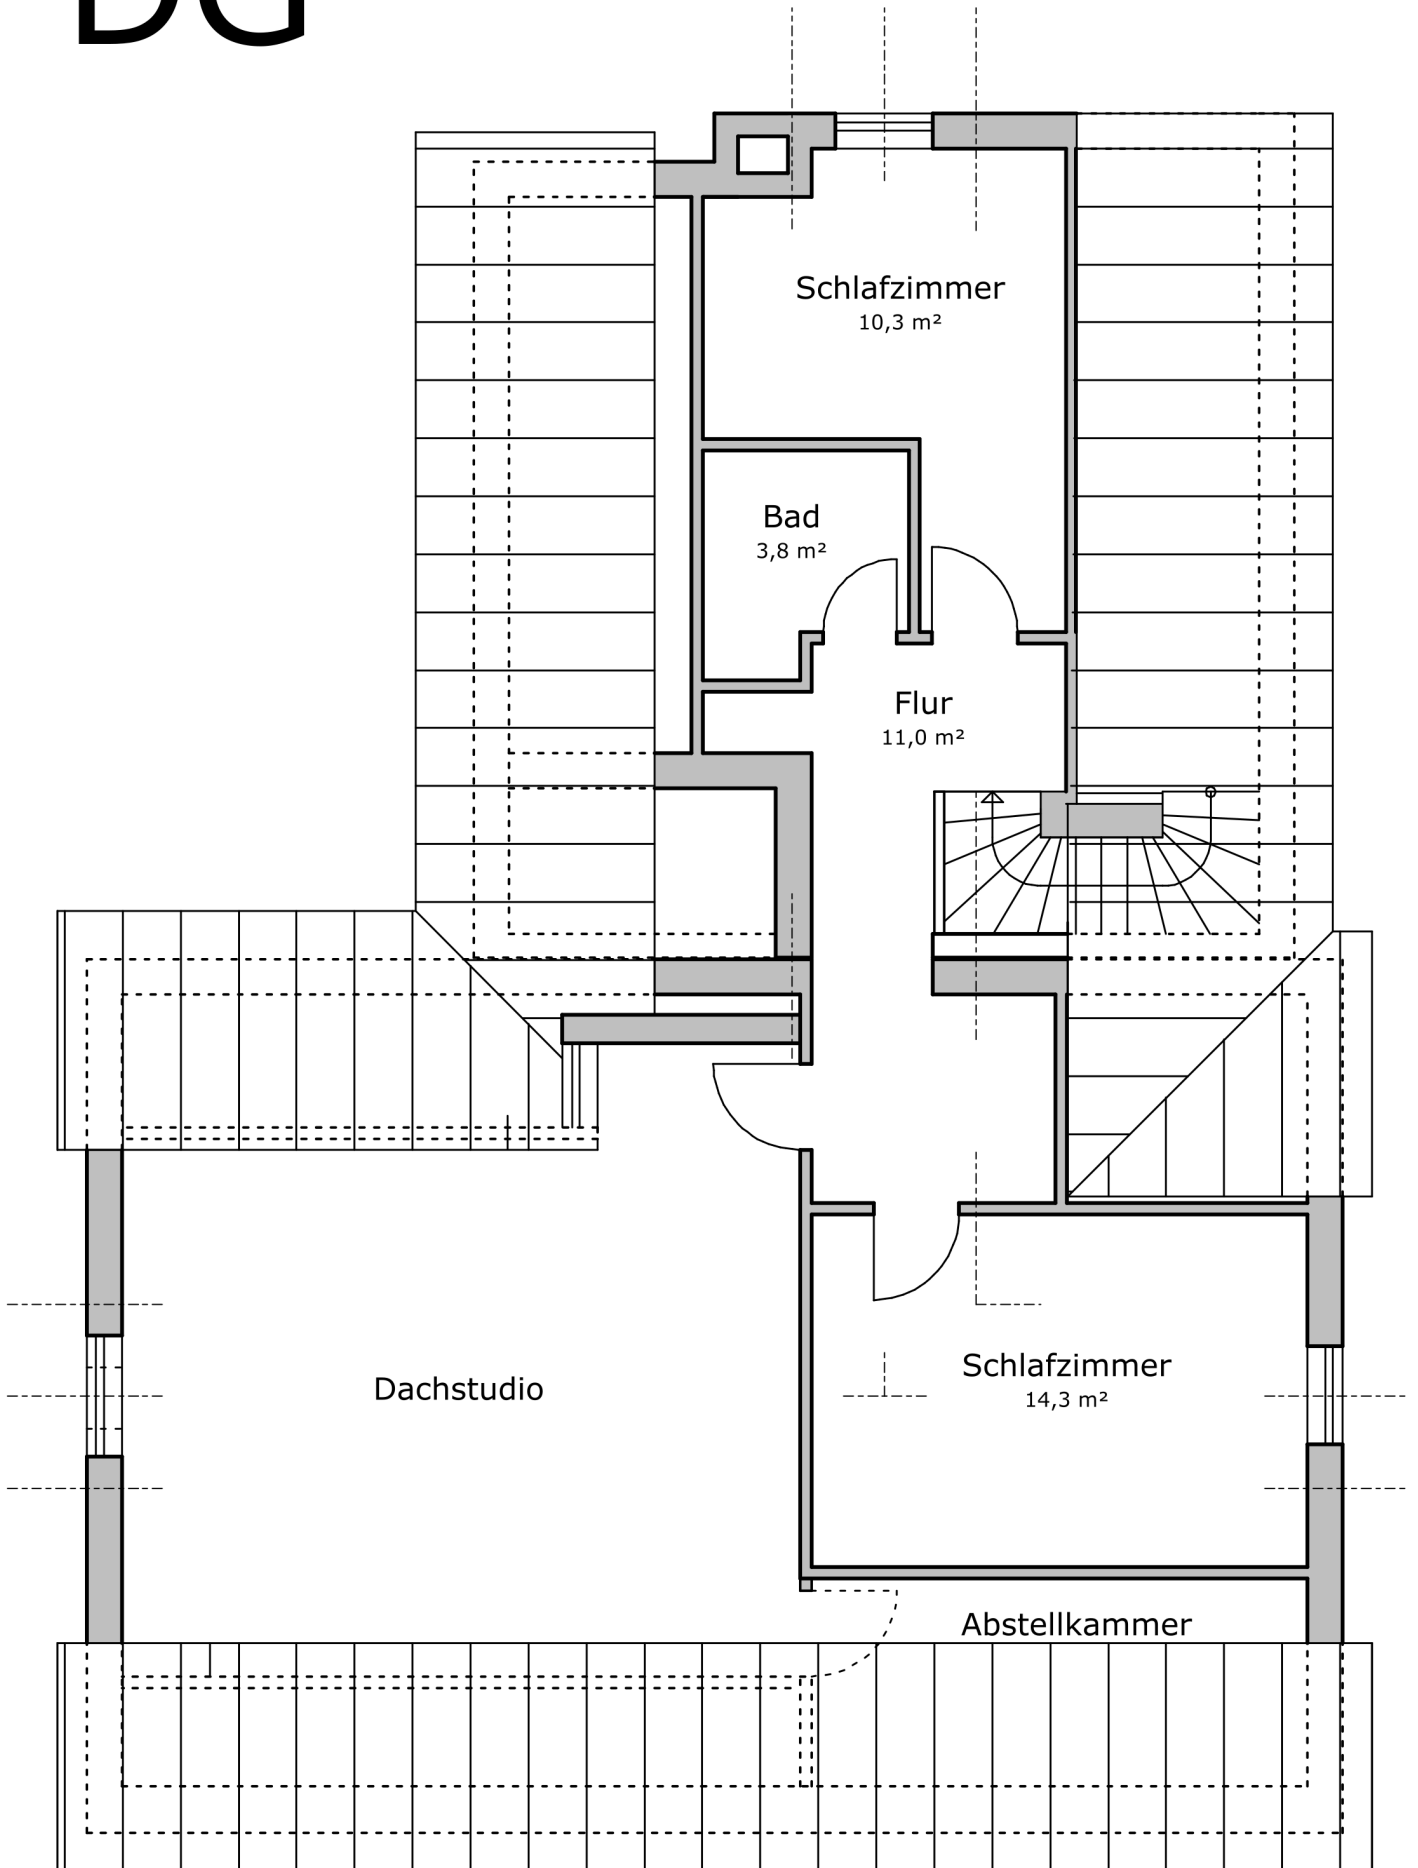 DG
Schlafzimmer
10,3 m²
Bad
3,8 m²
Flur
11,0 m²
Schlafzimmer
14,3 m²
Dachstudio
Abstellkammer